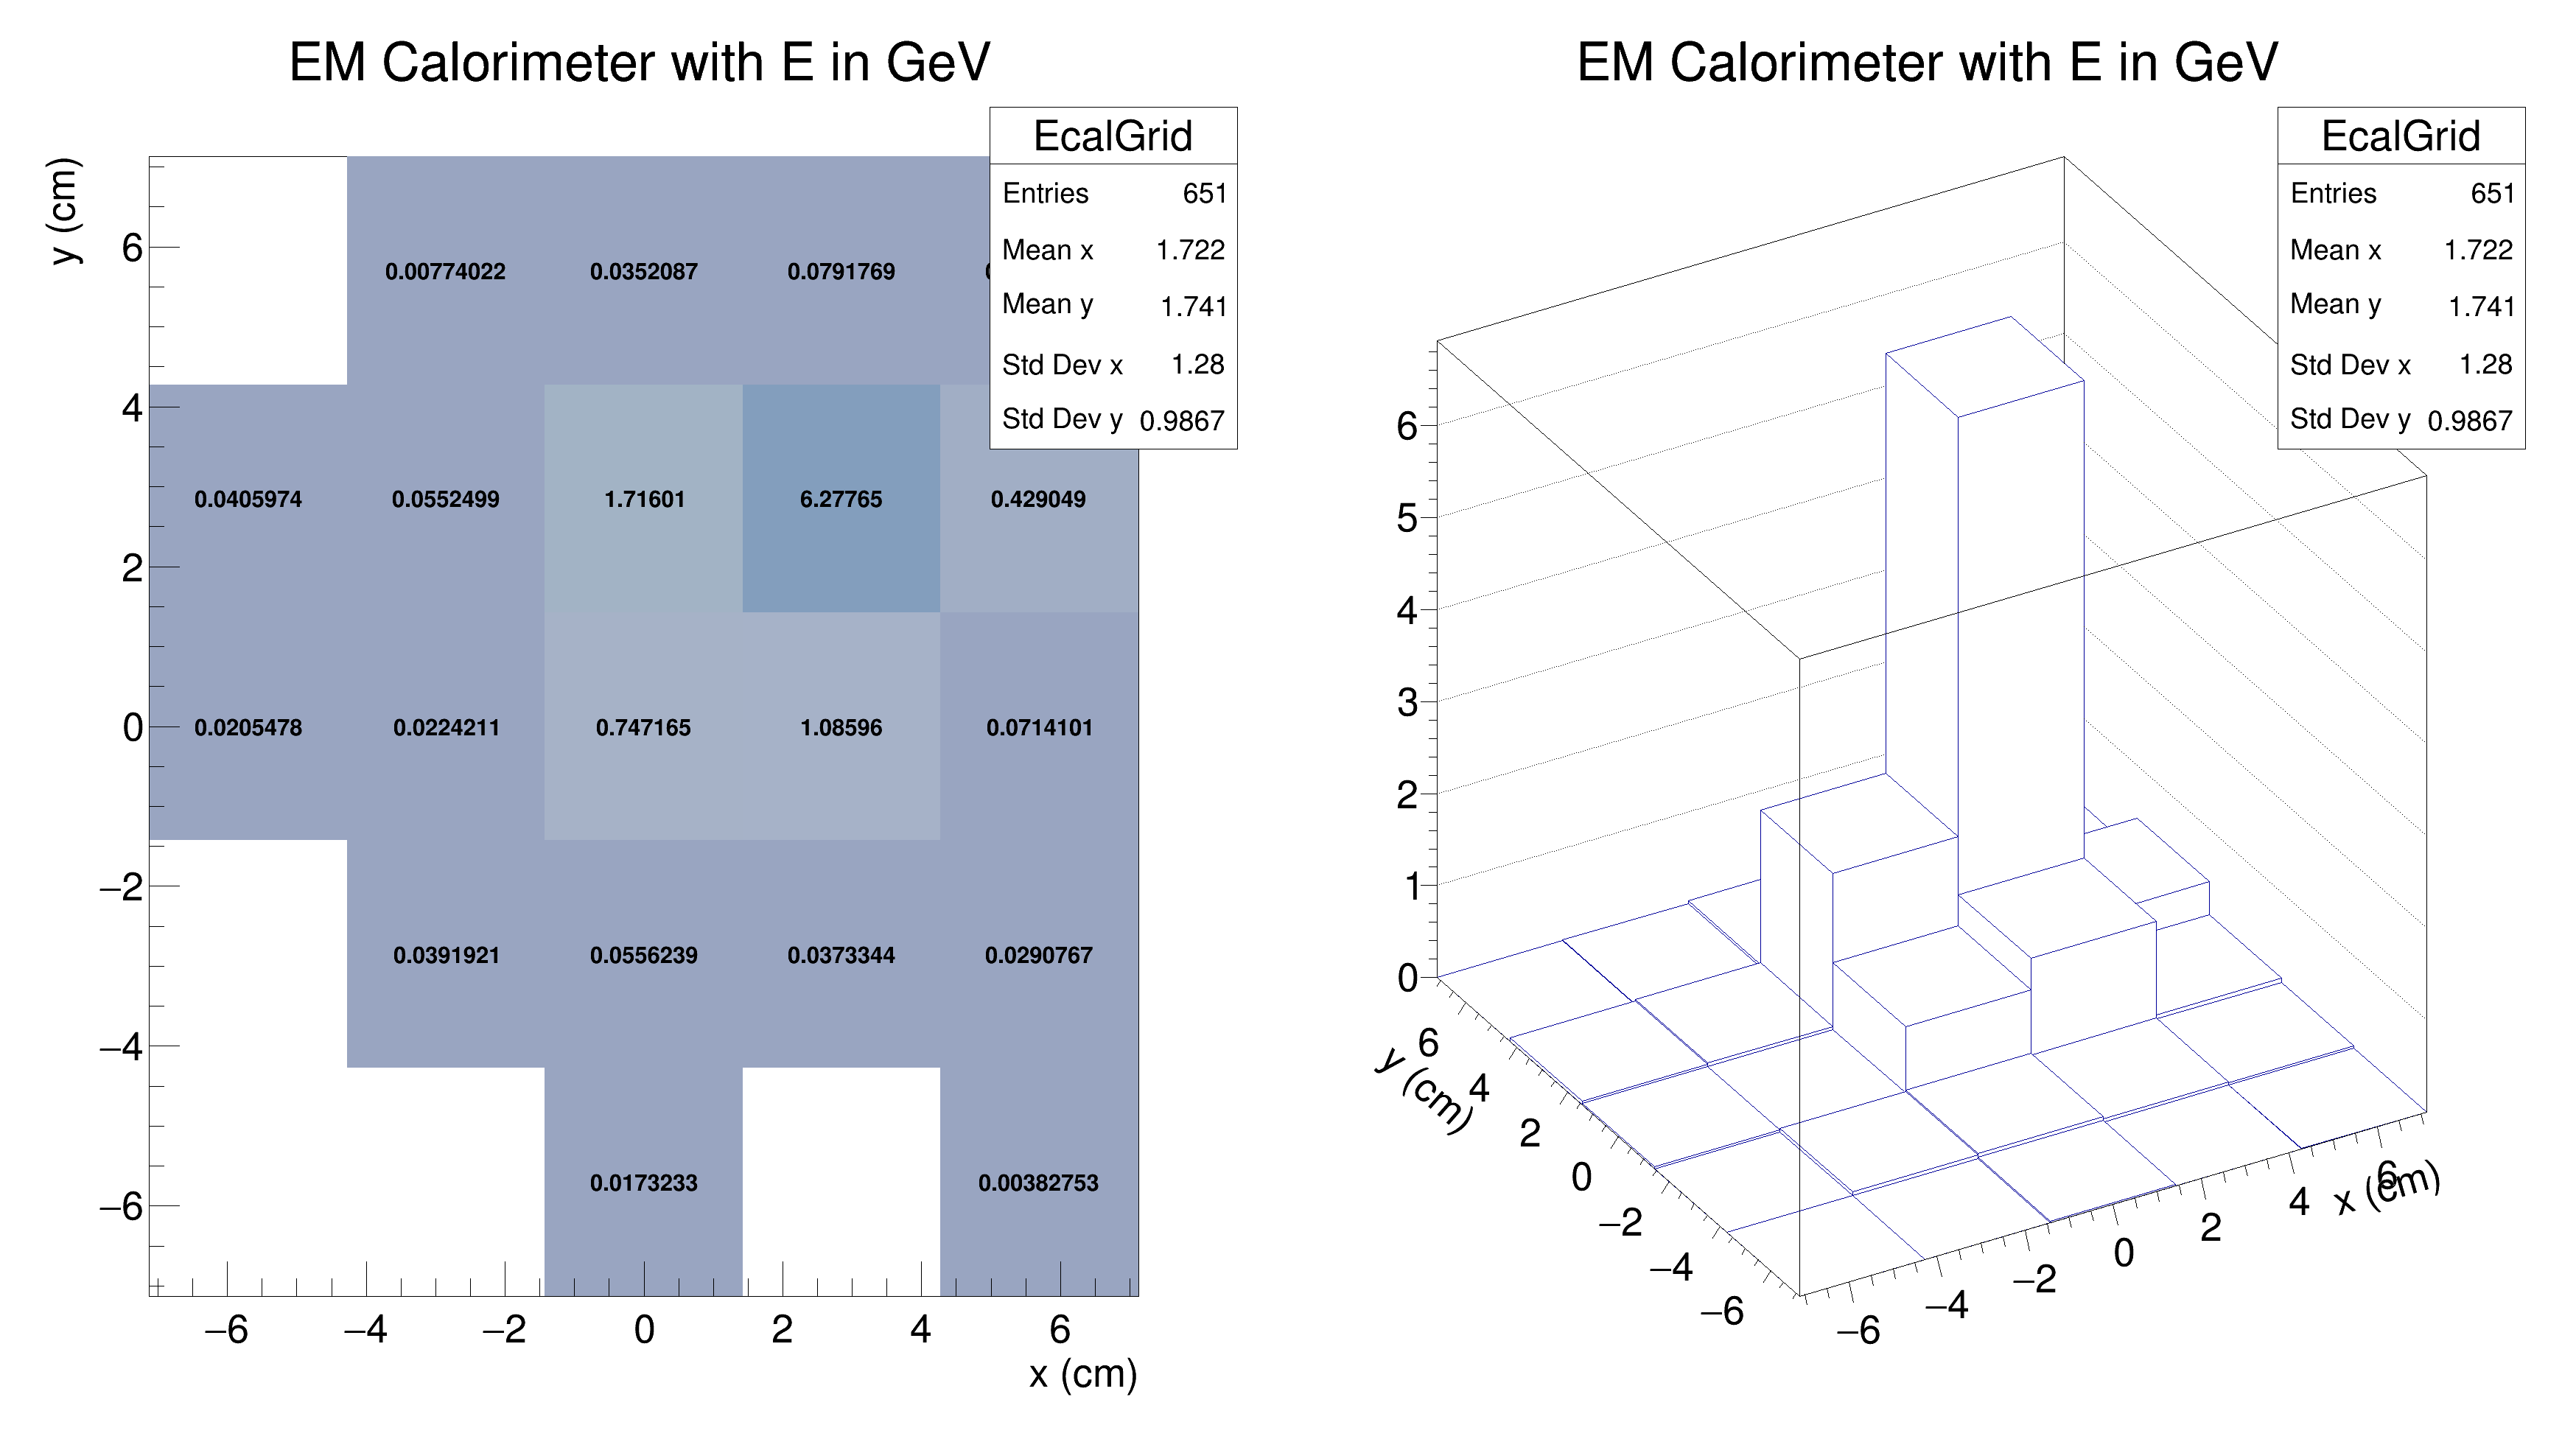 EM Calorimeter with E in GeV
EcalGrid
Entries 651
Mean x 1.722
Mean y 1.741
Std Dev x 1.28
Std Dev y 0.9867
y (cm)
6
4
2
0
−2
−4
−6
0.00774022 0.0352087 0.0791769
0.0405974 0.0552499 1.71601 6.27765 0.429049
0.0205478 0.0224211 0.747165 1.08596 0.0714101
0.0391921 0.0556239 0.0373344 0.0290767
0.0173233 0.00382753
−6 −4 −2 0 2 4 6
x (cm)
EM Calorimeter with E in GeV
EcalGrid
Entries 651
Mean x 1.722
Mean y 1.741
Std Dev x 1.28
Std Dev y 0.9867
6
5
4
3
2
1
0
6
4
2
0
−2
−4
−6
y (cm)
−6
−4
−2
0
2
4
6
x (cm)